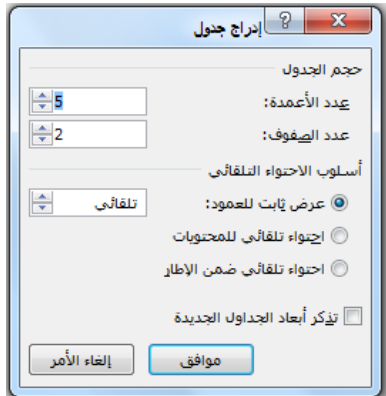 إدراج جدول
حجم الجدول
عدد الأعمدة: 5
عدد الصفوف: 2
أسلوب الاحتواء التلقائي
عرض ثابت للعمود: تلقائي
احتواء تلقائي للمحتويات
احتواء تلقائي ضمن الإطار
تذكر أبعاد الجداول الجديدة
موافق إلغاء الأمر